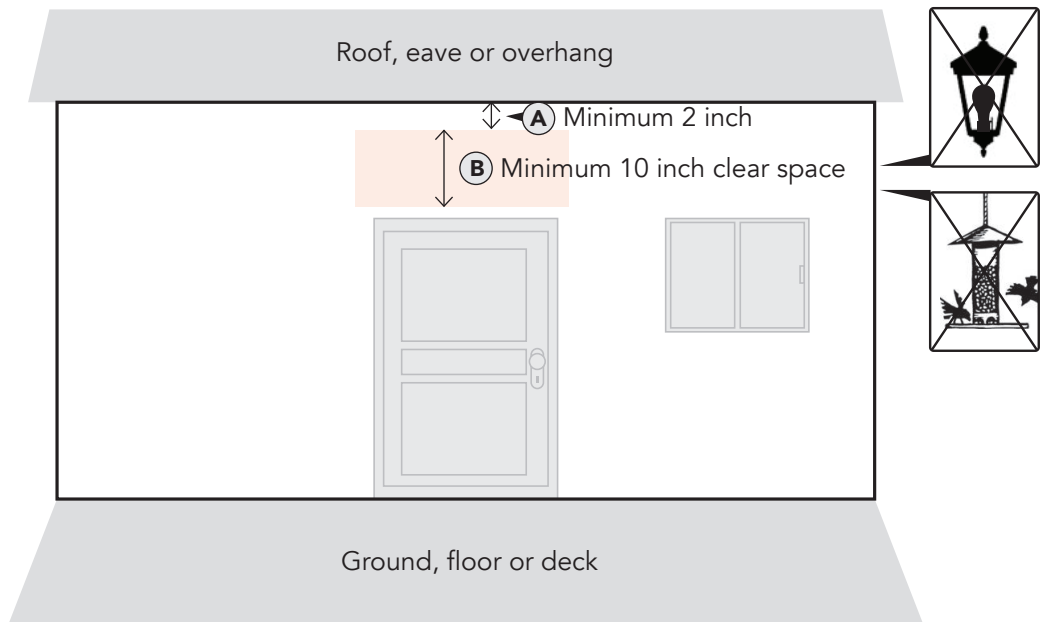 Roof, eave or overhang
A Minimum 2 inch
B Minimum 10 inch clear space
Ground, floor or deck